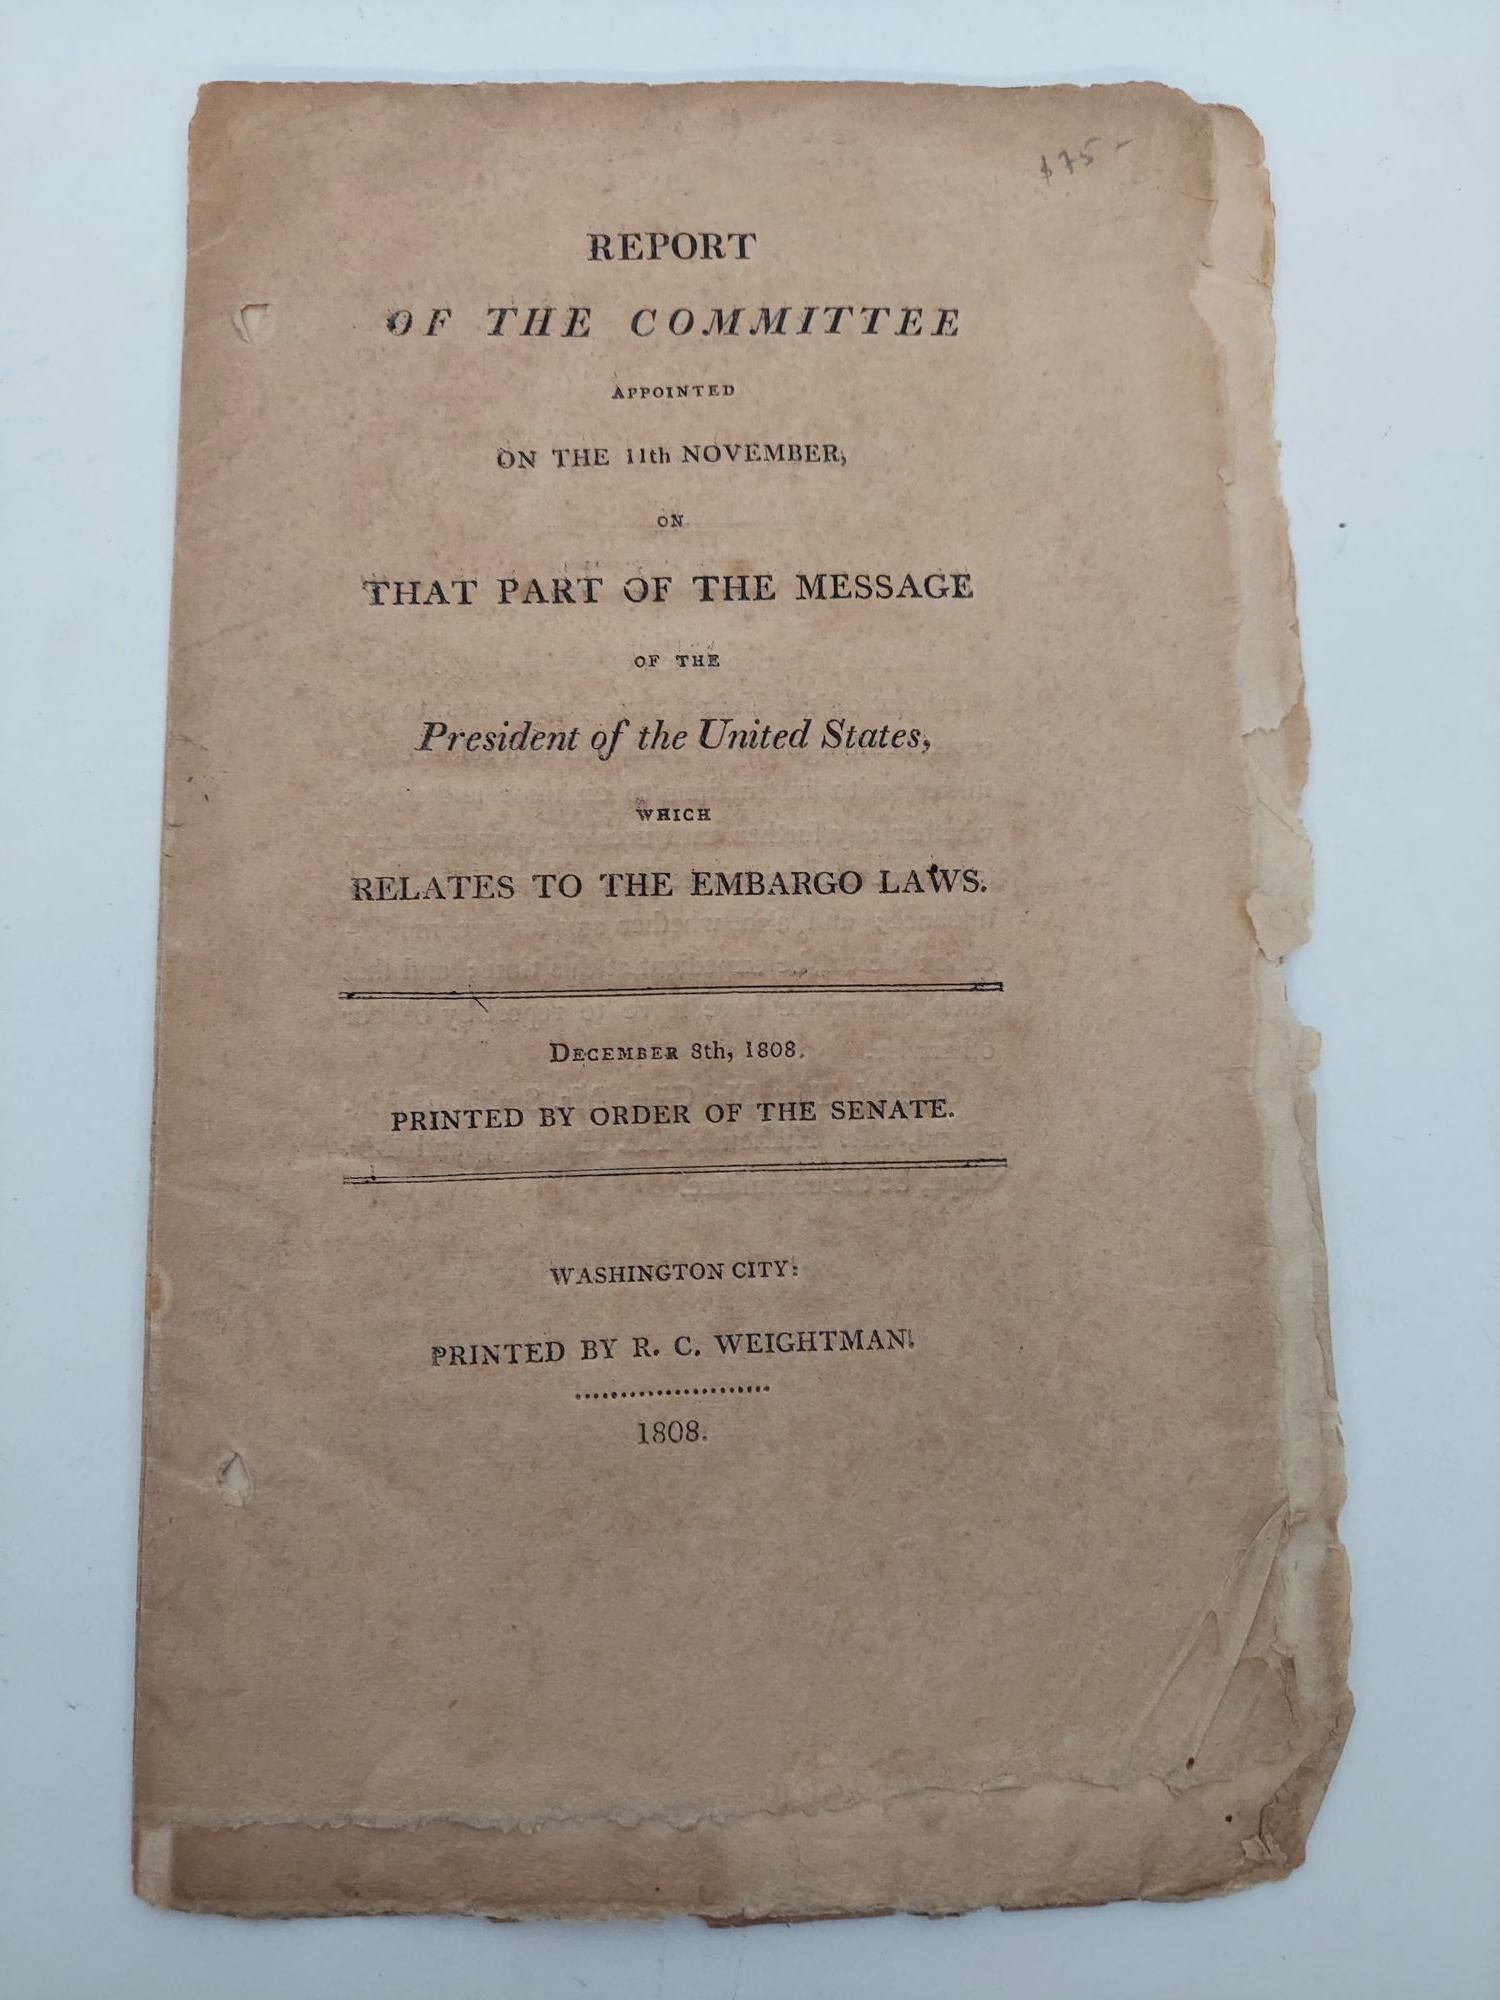 $75-
REPORT
OF THE COMMITTEE
APPOINTED
ON THE 11th NOVEMBER,
ON
THAT PART OF THE MESSAGE
OF THE
President of the United States,
WHICH
RELATES TO THE EMBARGO LAWS.
DECEMBER 8th, 1808.
PRINTED BY ORDER OF THE SENATE.
WASHINGTON CITY:
PRINTED BY R. C. WEIGHTMAN.
1808.